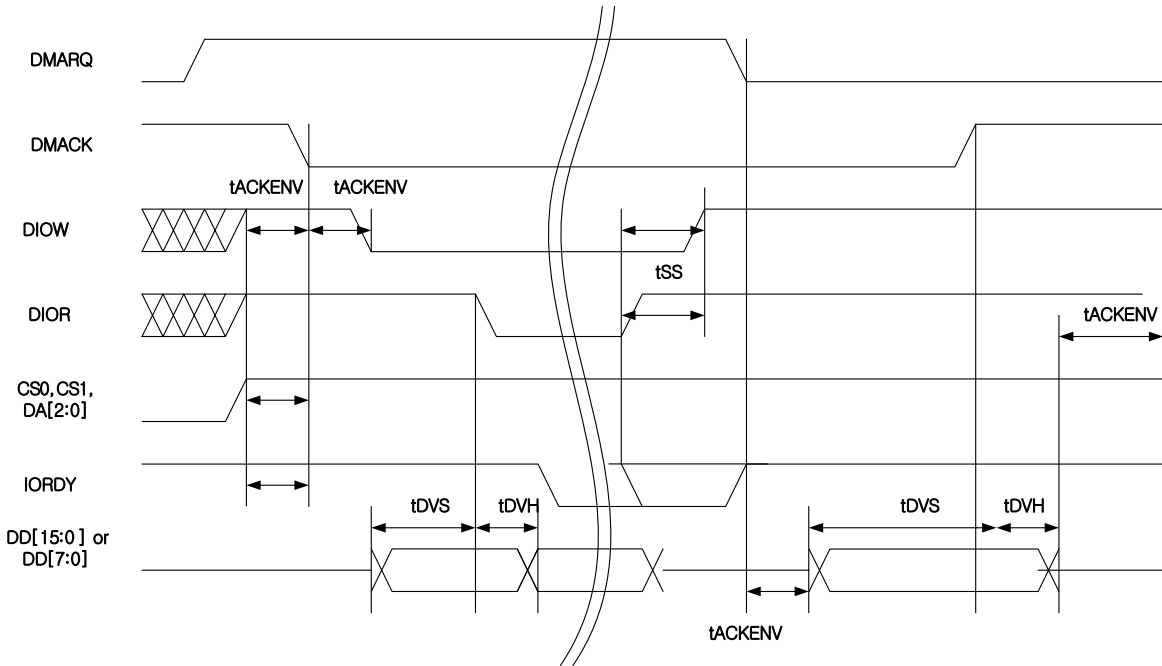 DMARQ
DMACK
tACKENV tACKENV
DIOW
tSS
DIOR
tACKENV
CS0, CS1,
DA[2:0]
IORDY
tDVS tDVH tDVS tDVH
DD[15:0] or
DD[7:0]
tACKENV